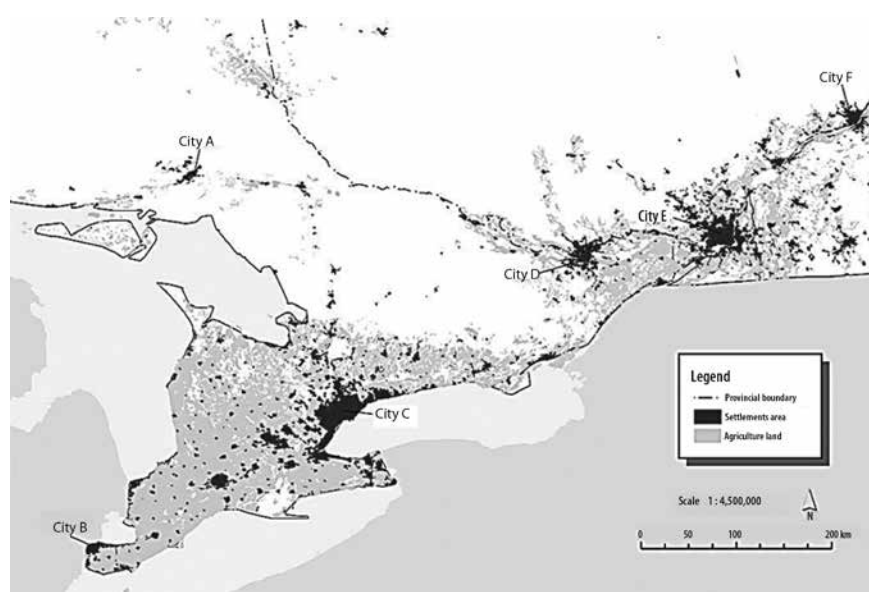 City F
City A
City E
City D
City C
City B
Legend
Provincial boundary
Settlements area
Agriculture land
Scale 1 : 4,500,000
N
0 50 100 200 km